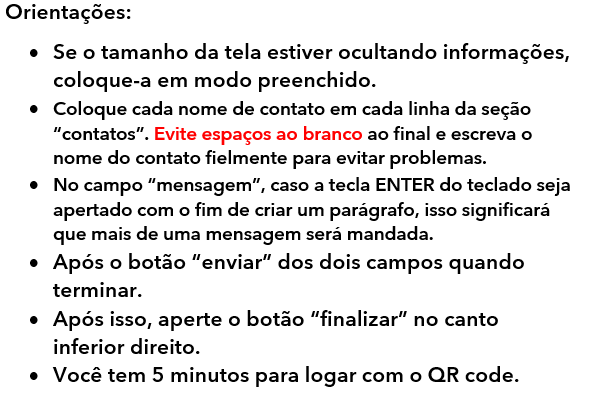 Orientações:
• Se o tamanho da tela estiver ocultando informações,
coloque-a em modo preenchido.
• Coloque cada nome de contato em cada linha da seção
“contatos”. Evite espaços ao branco ao final e escreva o
nome do contato fielmente para evitar problemas.
• No campo “mensagem”, caso a tecla ENTER do teclado seja
apertado com o fim de criar um parágrafo, isso significará
que mais de uma mensagem será mandada.
• Após o botão “enviar” dos dois campos quando
terminar.
• Após isso, aperte o botão “finalizar” no canto
inferior direito.
• Você tem 5 minutos para logar com o QR code.